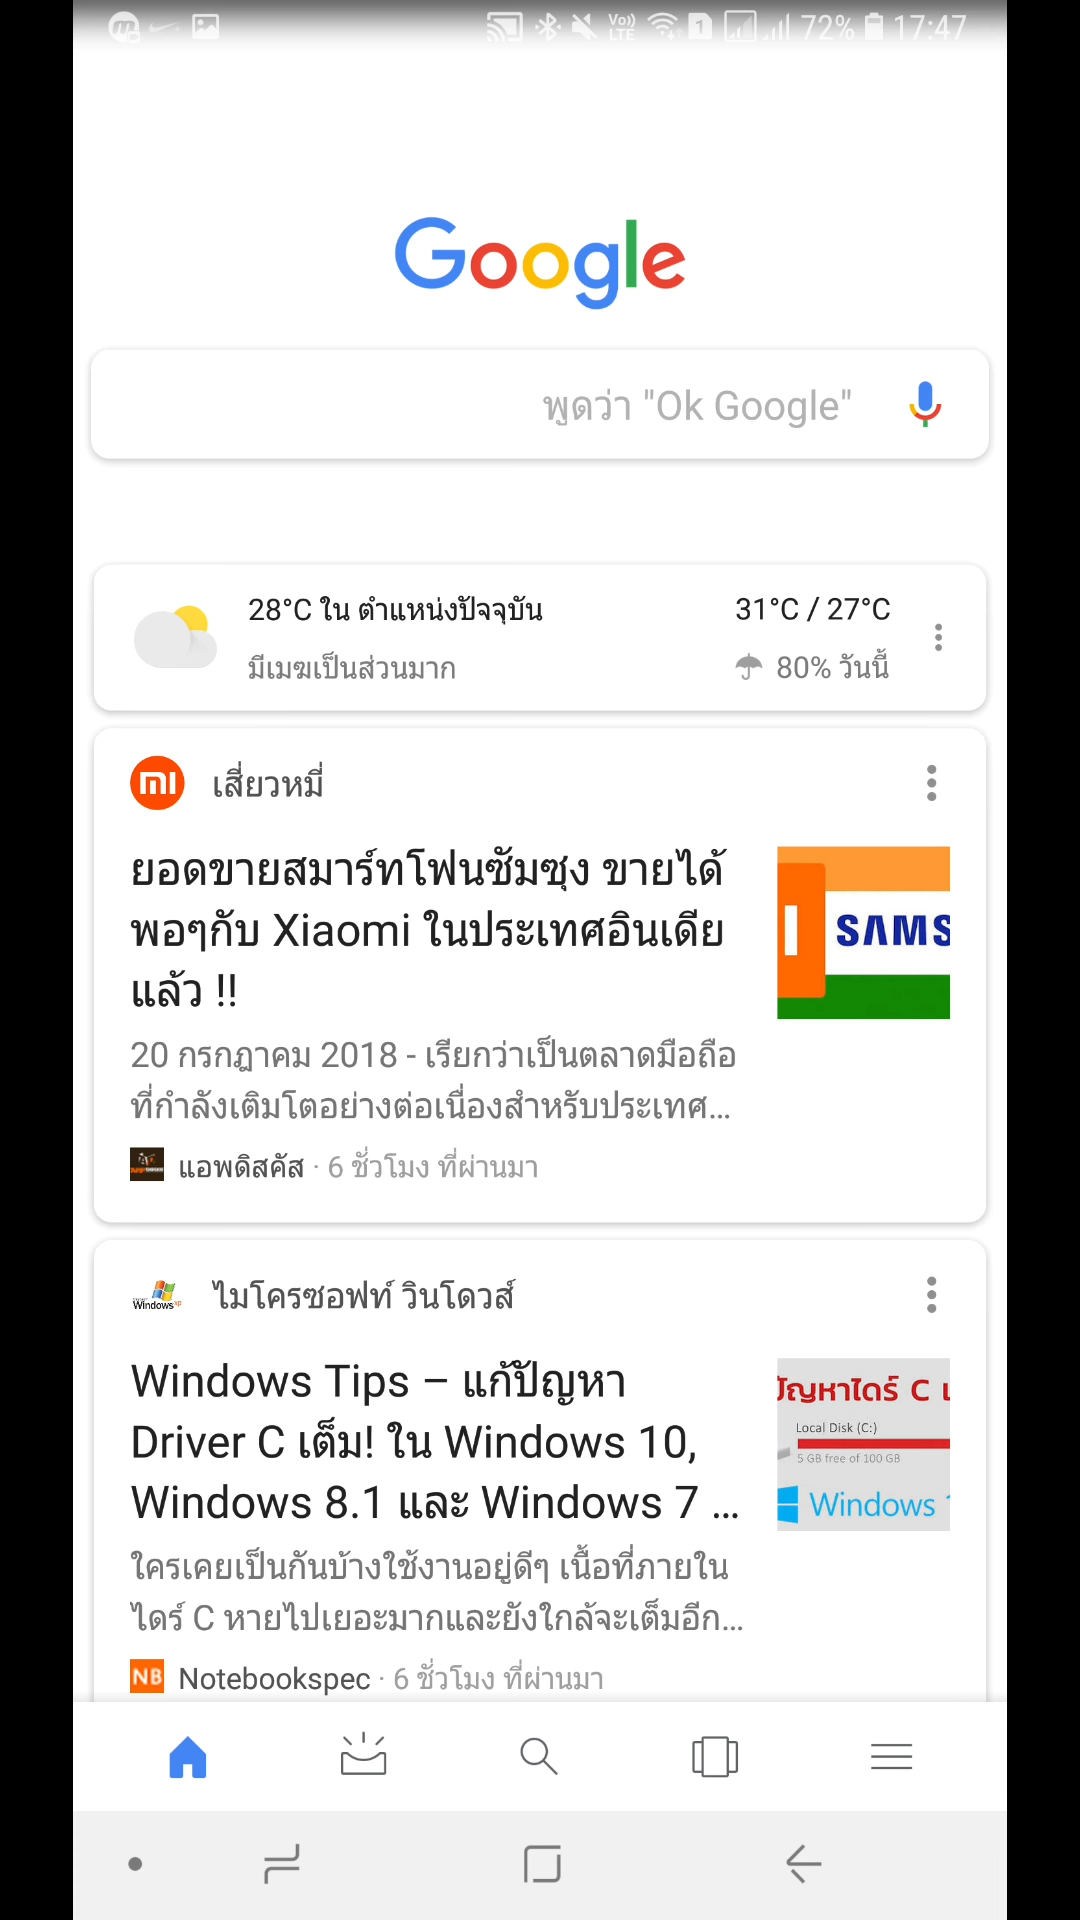 Vo)) LTE 1 72% 17:47
Google
พูดว่า "Ok Google"
28°C ใน ตำแหน่งปัจจุบัน 31°C / 27°C
มีเมฆเป็นส่วนมาก 80% วันนี้
mi เสี่ยวหมี่
ยอดขายสมาร์ทโฟนซัมซุง ขายได้
พอๆกับ Xiaomi ในประเทศอินเดีย
แล้ว !!
SAMS
20 กรกฎาคม 2018 - เรียกว่าเป็นตลาดมือถือ
ที่กำลังเติมโตอย่างต่อเนื่องสำหรับประเทศ...
แอพดิสคัส · 6 ชั่วโมง ที่ผ่านมา
Windows xp ไมโครซอฟท์ วินโดวส์
Windows Tips – แก้ปัญหา
Driver C เต็ม! ใน Windows 10,
Windows 8.1 และ Windows 7 ...
ปัญหาไดร์ C
Local Disk (C:)
5 GB free of 100 GB
Windows
ใครเคยเป็นกันบ้างใช้งานอยู่ดีๆ เนื้อที่ภายใน
ไดร์ C หายไปเยอะมากและยังใกล้จะเต็มอีก...
NB Notebookspec · 6 ชั่วโมง ที่ผ่านมา